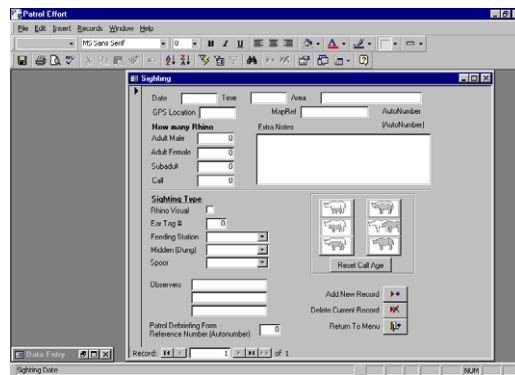 Patrol Effort
File Edit Insert Records Window Help
MS Sans Serif 8 B I U
Sighting
Date Time Area
GPS Location MapRef AutoNumber
How many Rhino Extra Notes (AutoNumber)
Adult Male 0
Adult Female 0
Subadult 0
Calf 0
Sighting Type
Rhino Visual
Ear Tag # 0
Feeding Station
Midden (Dung)
Spoor
Reset Calf Age
Observers
Add New Record
Delete Current Record
Return To Menu
Patrol Debriefing Form -
Reference Number (Autonumber) 0
Data Entry
Record: 1 of 1
Sighting Date NUM